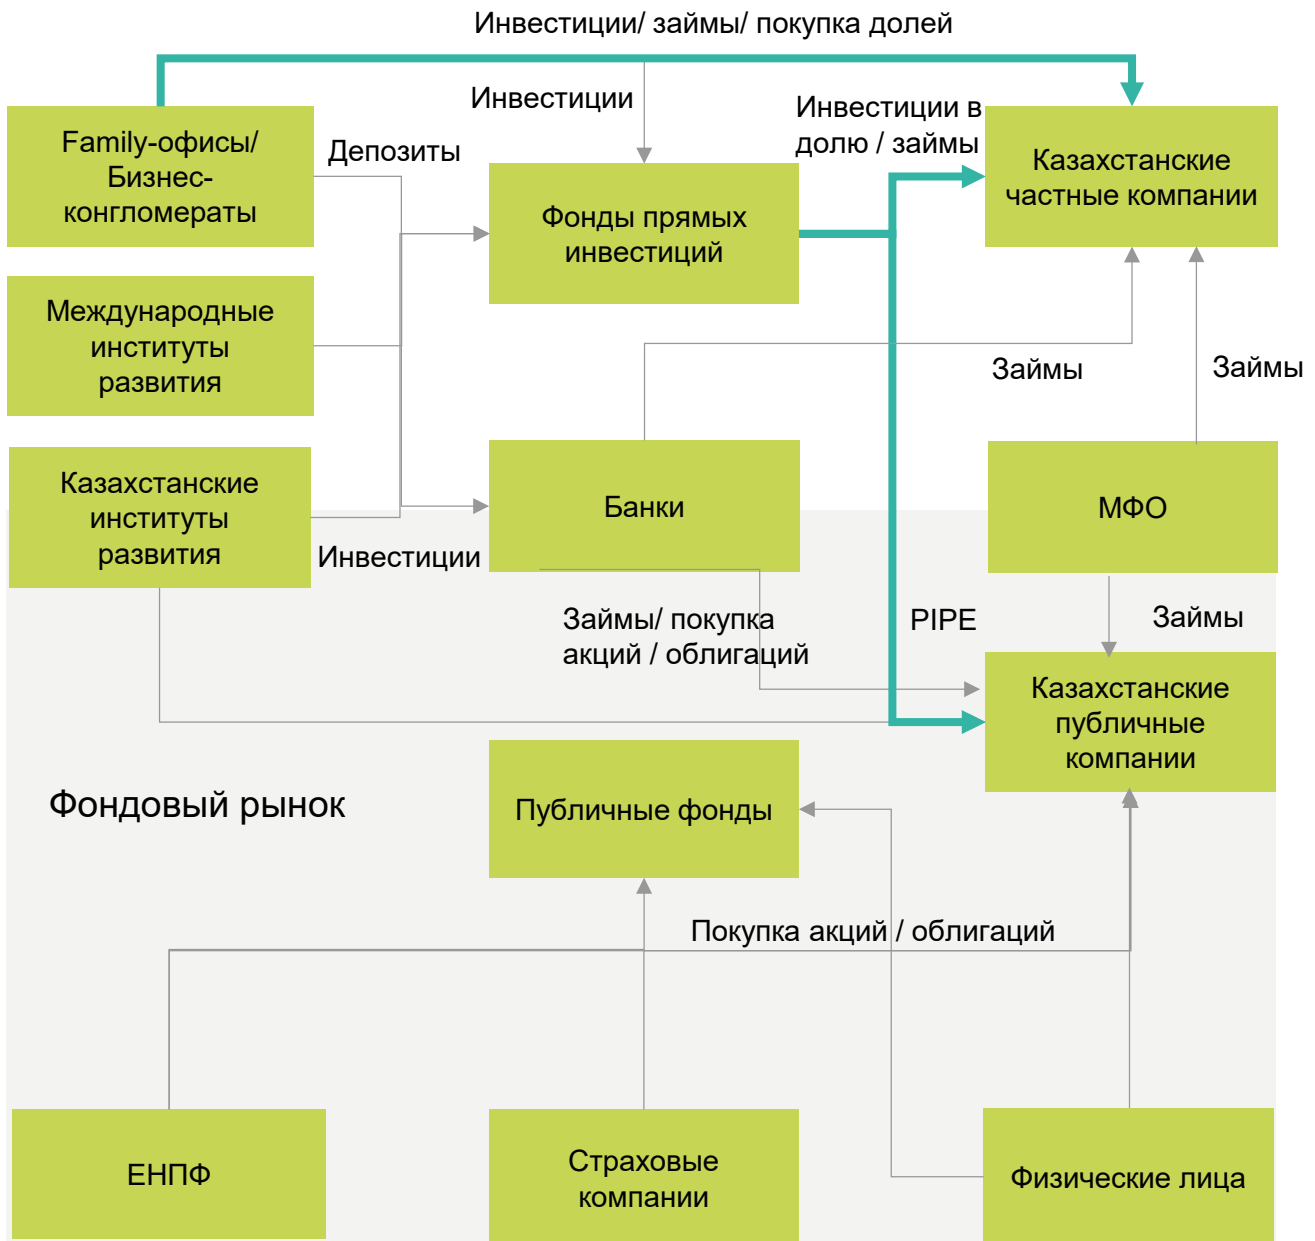 Инвестиции/ займы/ покупка долей
Инвестиции
Инвестиции в
долю / займы
Family-офисы/
Бизнес-
конгломераты
Депозиты
Фонды прямых
инвестиций
Казахстанские
частные компании
Международные
институты
развития
Займы
Займы
Казахстанские
институты
развития
Инвестиции
Банки
МФО
Займы/ покупка
акций / облигаций
PIPE
Займы
Казахстанские
публичные
компании
Фондовый рынок
Публичные фонды
Покупка акций / облигаций
ЕНПФ
Страховые
компании
Физические лица